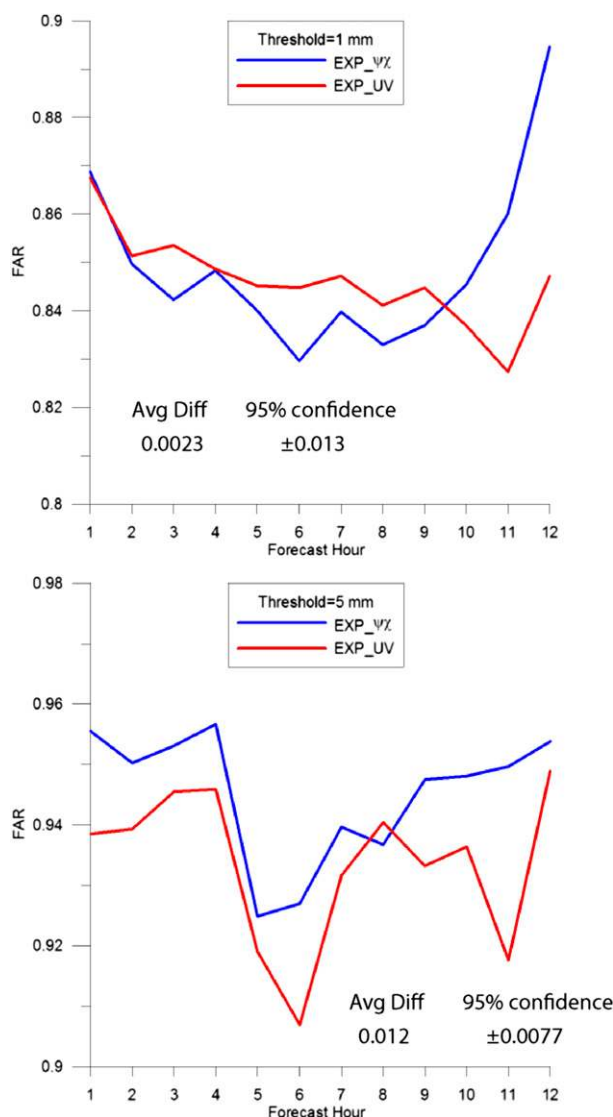 0.9
Threshold=1 mm
EXP_ψχ
EXP_UV
0.88
0.86
FAR
0.84
0.82
Avg Diff 95% confidence
0.0023 ±0.013
0.8
1 2 3 4 5 6 7 8 9 10 11 12
Forecast Hour
0.98
Threshold=5 mm
EXP_ψχ
EXP_UV
0.96
FAR
0.94
0.92
Avg Diff 95% confidence
0.012 ±0.0077
0.9
1 2 3 4 5 6 7 8 9 10 11 12
Forecast Hour